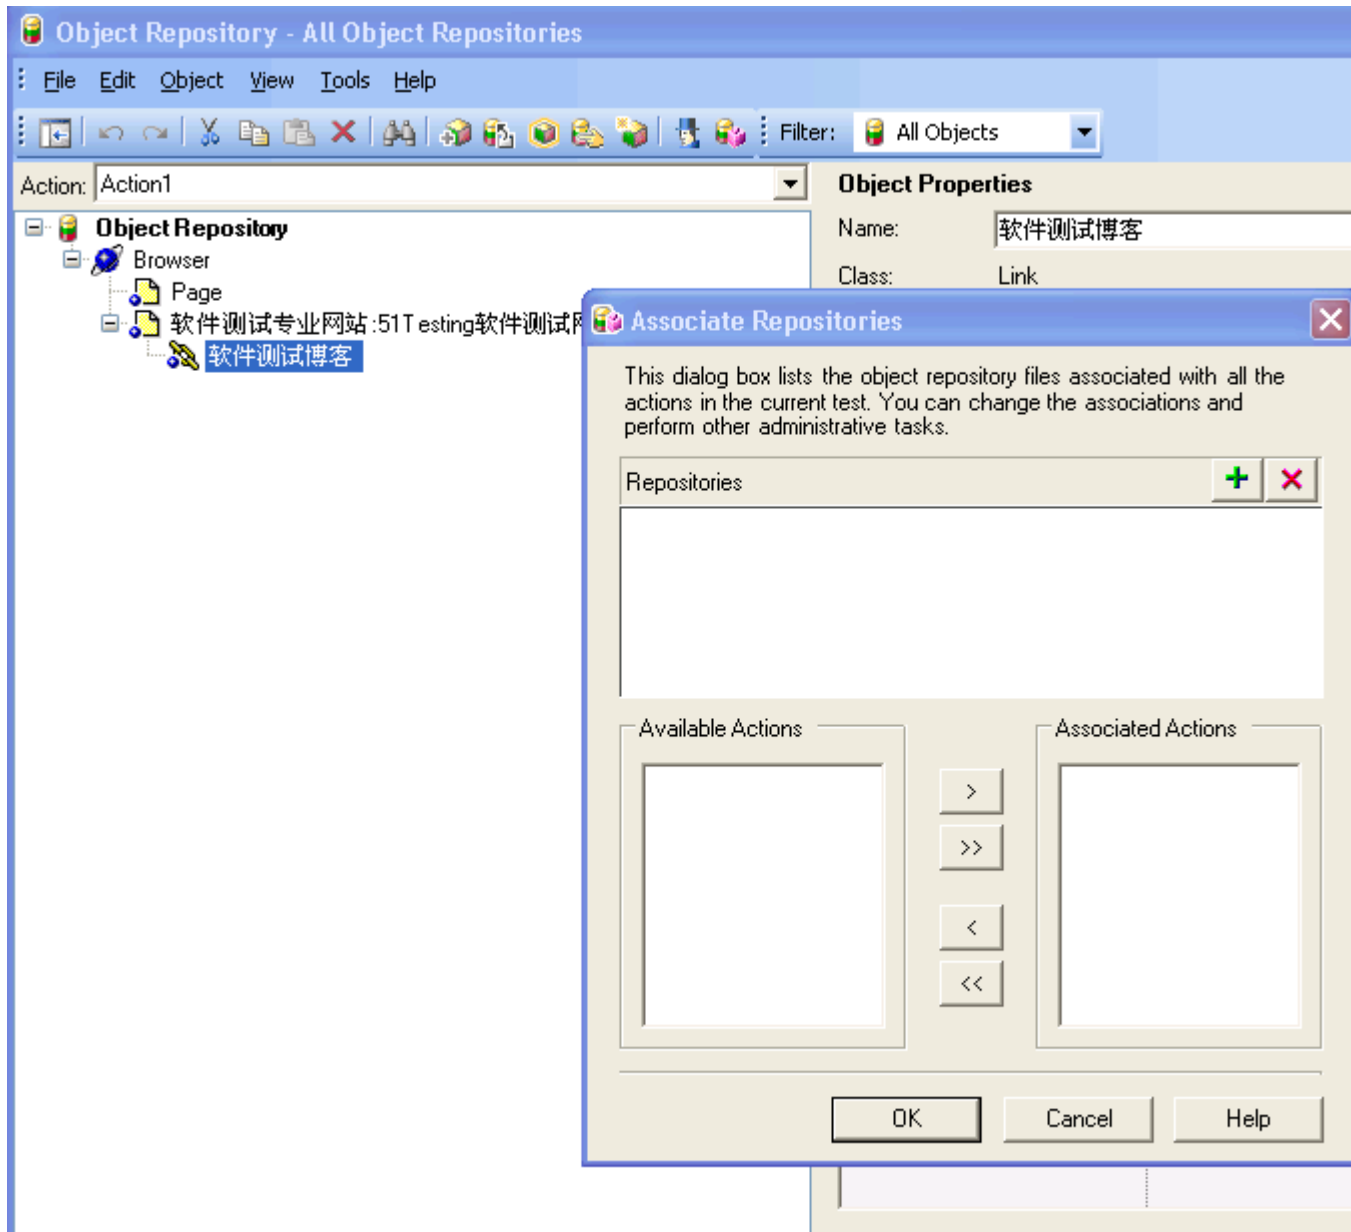 Object Repository - All Object Repositories
File Edit Object View Tools Help
Filter: All Objects
Action: Action1
Object Properties
Object Repository
Name: 软件测试博客
Browser
Class: Link
Page
软件测试专业网站:51Testing软件测试
软件测试博客
Associate Repositories
This dialog box lists the object repository files associated with all the
actions in the current test. You can change the associations and
perform other administrative tasks.
Repositories
Available Actions
Associated Actions
>
>>
<
<<
OK Cancel Help